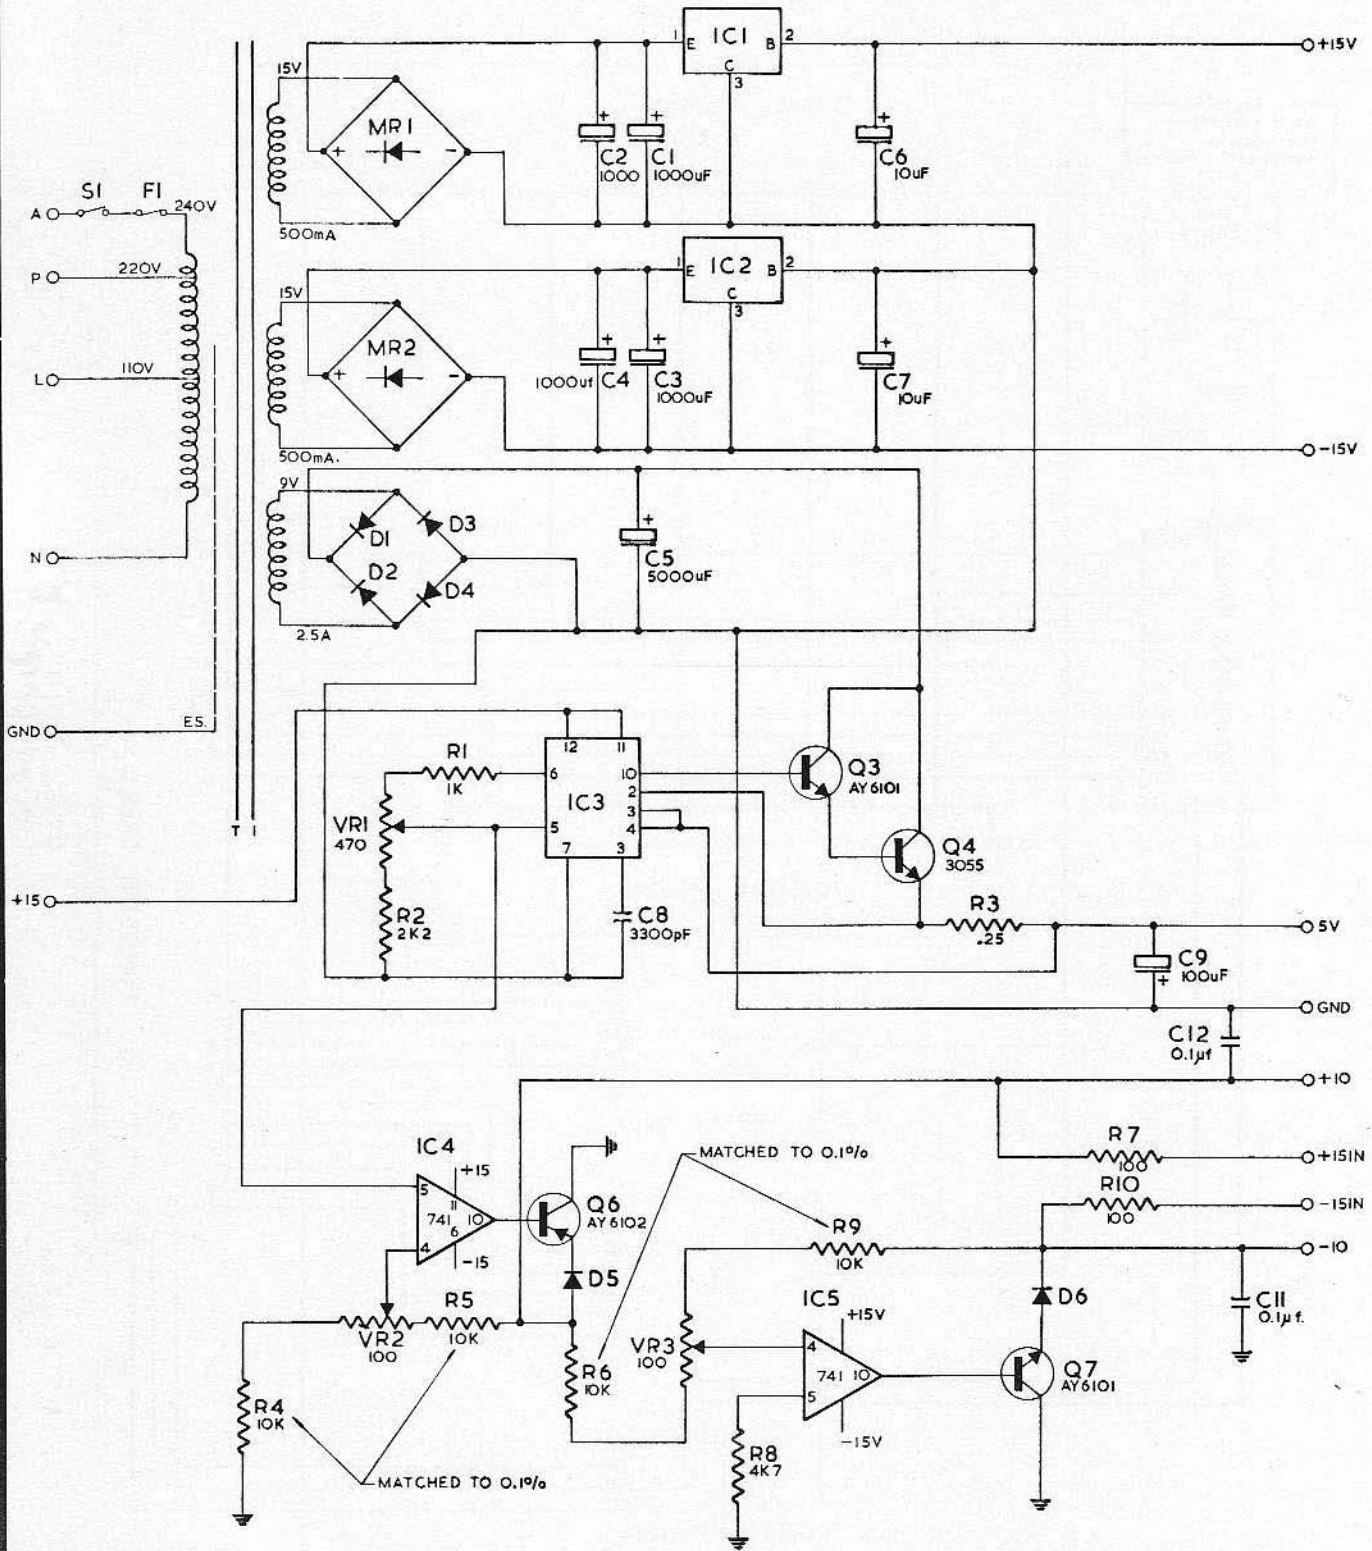 1 E IC1 B 2
C
3
+15V
15V
MR1
+ -
+ C2 1000
+ C1 1000uF
+ C6 10uF
S1 F1
A 240V
500mA
P 220V
1 E IC2 B 2
C
3
15V
MR2
+ -
L 110V
1000uf + C4
+ C3 1000uF
+ C7 10uF
500mA.
-15V
9V
D1 D3
D2 D4
+ C5
5000uF
N
2.5A
GND ES.
12 11
R1
1K
6 10
2
IC3
3
5 4
7 3
VR1
470
Q3
AY6101
Q4
3055
T 1
+15
R2
2K2
C8
3300pF
R3
.25
5V
C9
100uF
+
GND
C12
0.1µf
+10
IC4
+15
5
11
741 10
6
4
-15
Q6
AY6102
MATCHED TO 0.1%
R7
100
+15IN
R10
100
-15IN
R9
10K
-10
D5
R5
10K
VR2
100
R6
10K
VR3
100
IC5
+15V
4
741 10
5
-15V
D6
C11
0.1µf.
Q7
AY6101
R4
10K
R8
4K7
MATCHED TO 0.1%